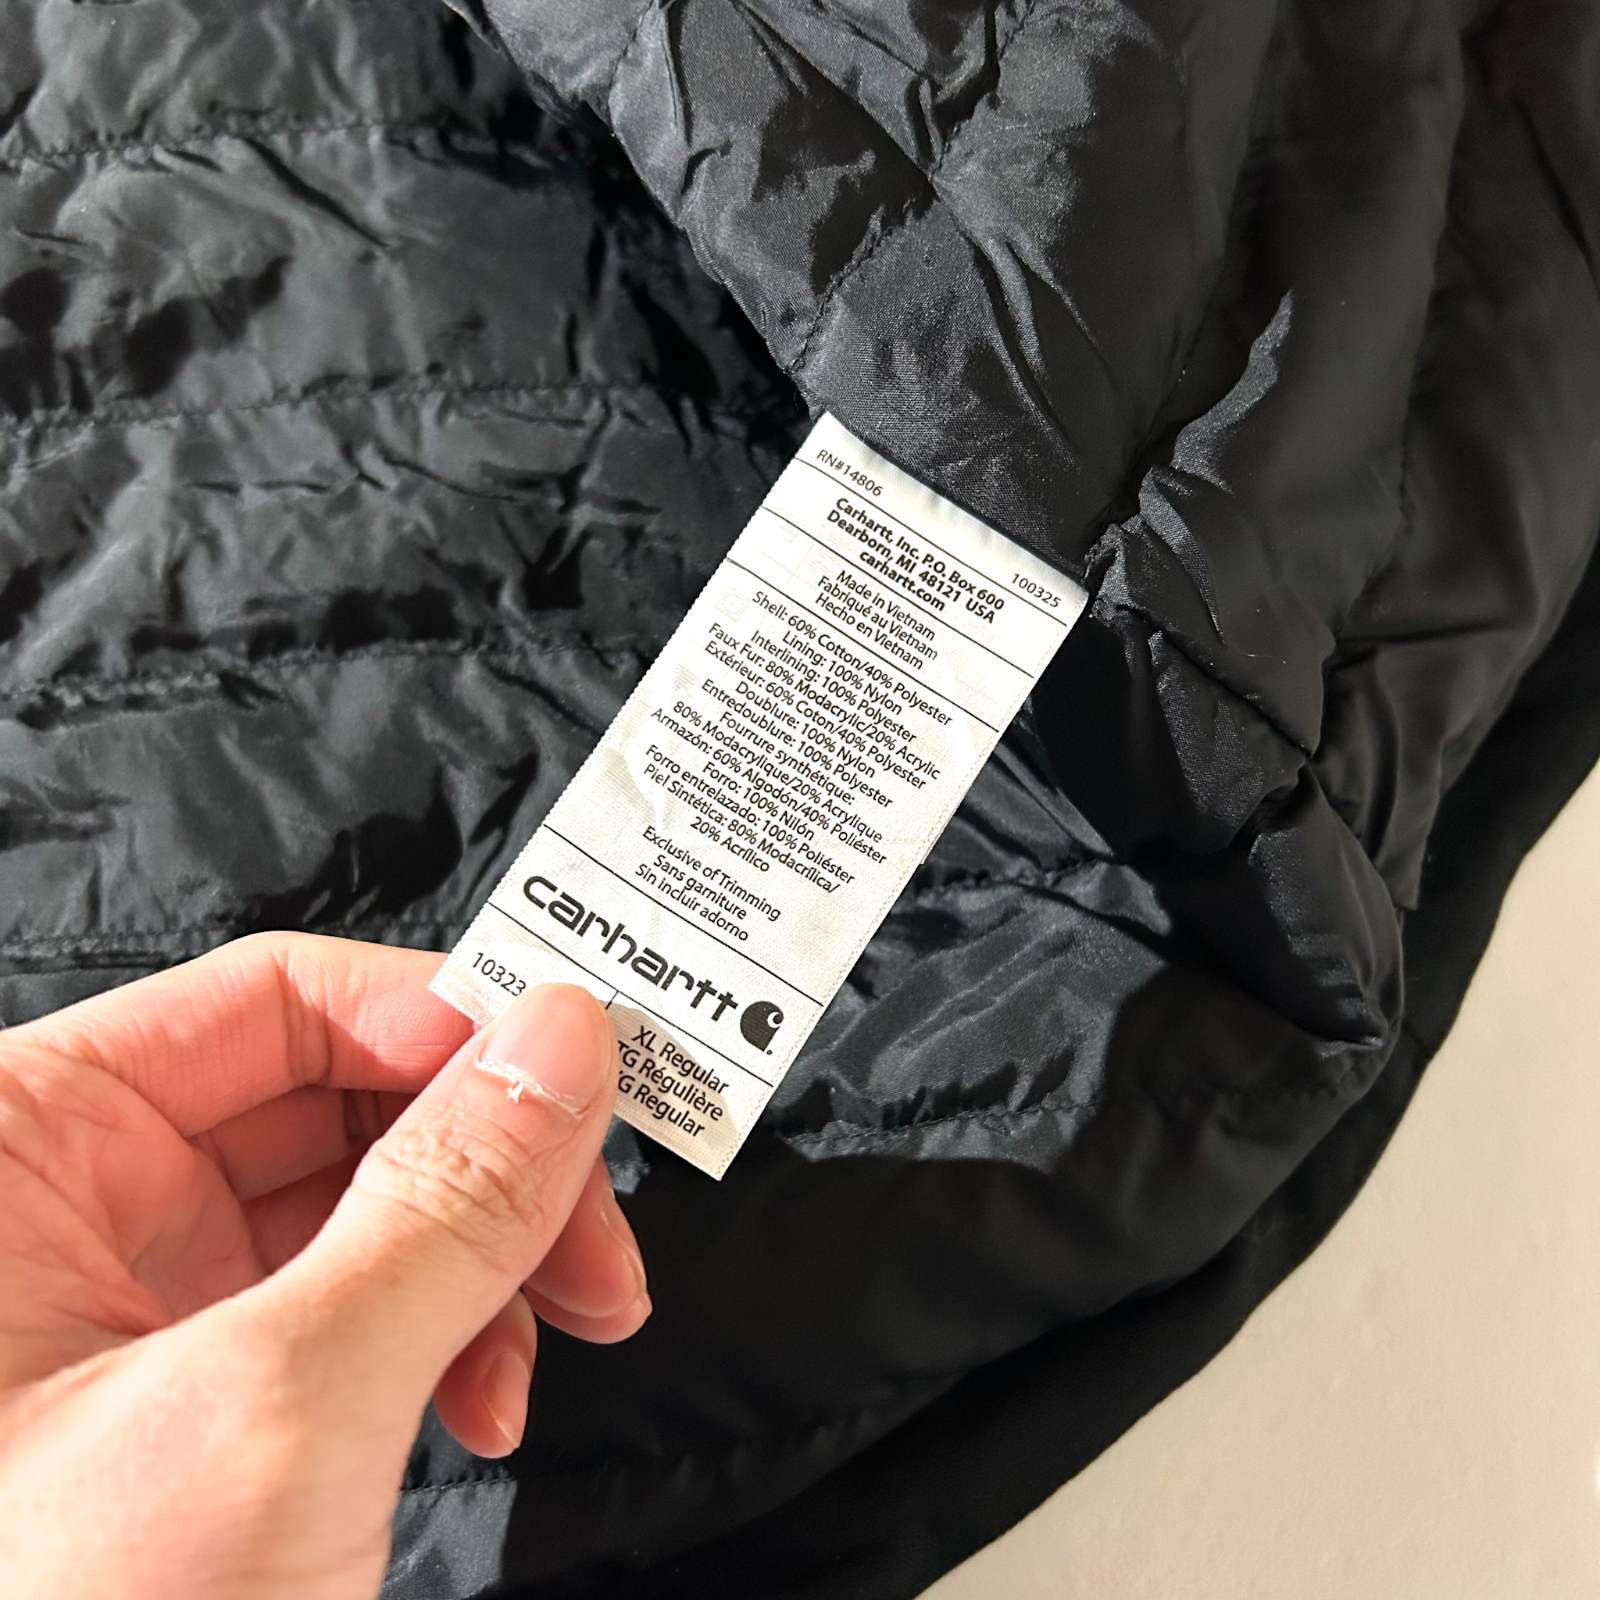 RN#14806
100325
Carhartt, Inc. P.O. Box 600
Dearborn, MI 48121 USA
carhartt.com
Made in Vietnam
Fabriqué au Vietnam
Hecho en Vietnam
Shell: 60% Cotton/40% Polyester
Lining: 100% Nylon
Interlining: 100% Polyester
Faux Fur: 80% Modacrylic/20% Acrylic
Extérieur: 60% Coton/40% Polyester
Doublure: 100% Nylon
Entredoublure: 100% Polyester
Fourrure synthétique:
80% Modacrylique/20% Acrylique
Armazón: 60% Algodón/40% Poliéster
Forro: 100% Nilón
Forro entrelazado: 100% Poliéster
Piel Sintética: 80% Modacrílica/
20% Acrílico
Exclusive of Trimming
Sans garniture
Sin incluir adorno
carhartt
10323
XL Regular
TG Régulière
G Regular